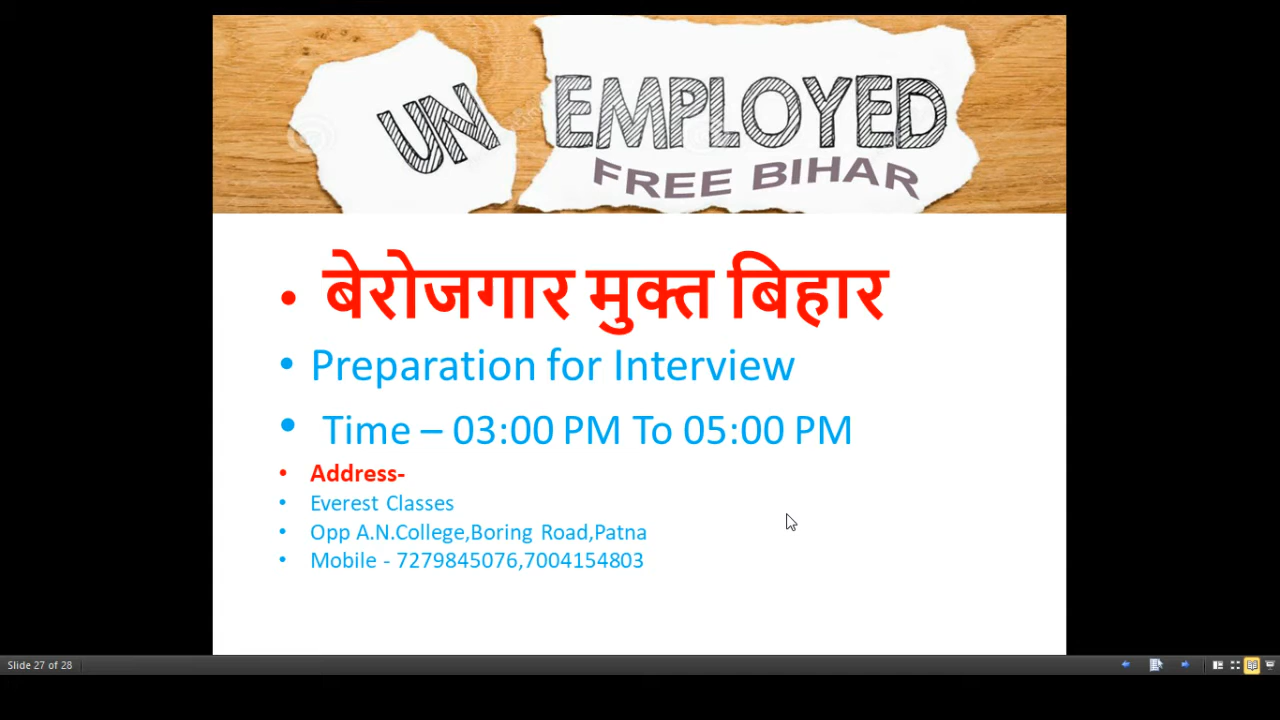 UN EMPLOYED
FREE BIHAR
• बेरोजगार मुक्त बिहार
• Preparation for Interview
• Time – 03:00 PM To 05:00 PM
• Address-
• Everest Classes
• Opp A.N.College,Boring Road,Patna
• Mobile - 7279845076,7004154803
Slide 27 of 28